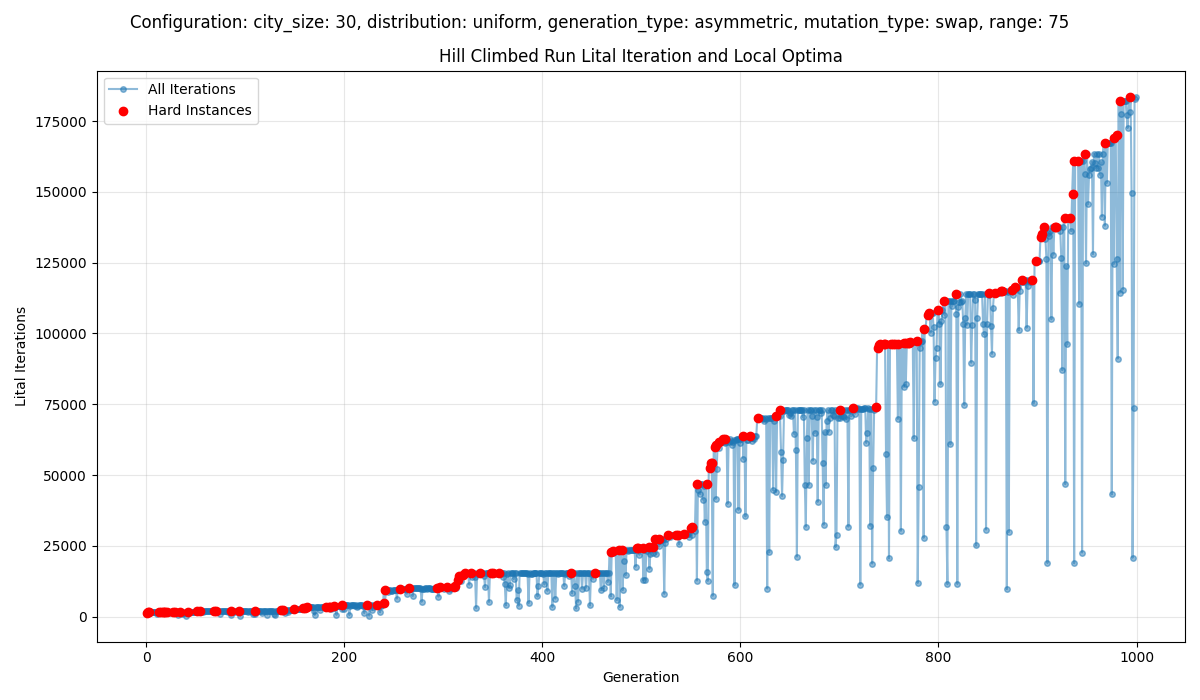 Configuration: city_size: 30, distribution: uniform, generation_type: asymmetric, mutation_type: swap, range: 75
Hill Climbed Run Lital Iteration and Local Optima
All Iterations
Hard Instances
175000
150000
125000
100000
75000
50000
25000
0
Lital Iterations
0 200 400 600 800 1000
Generation